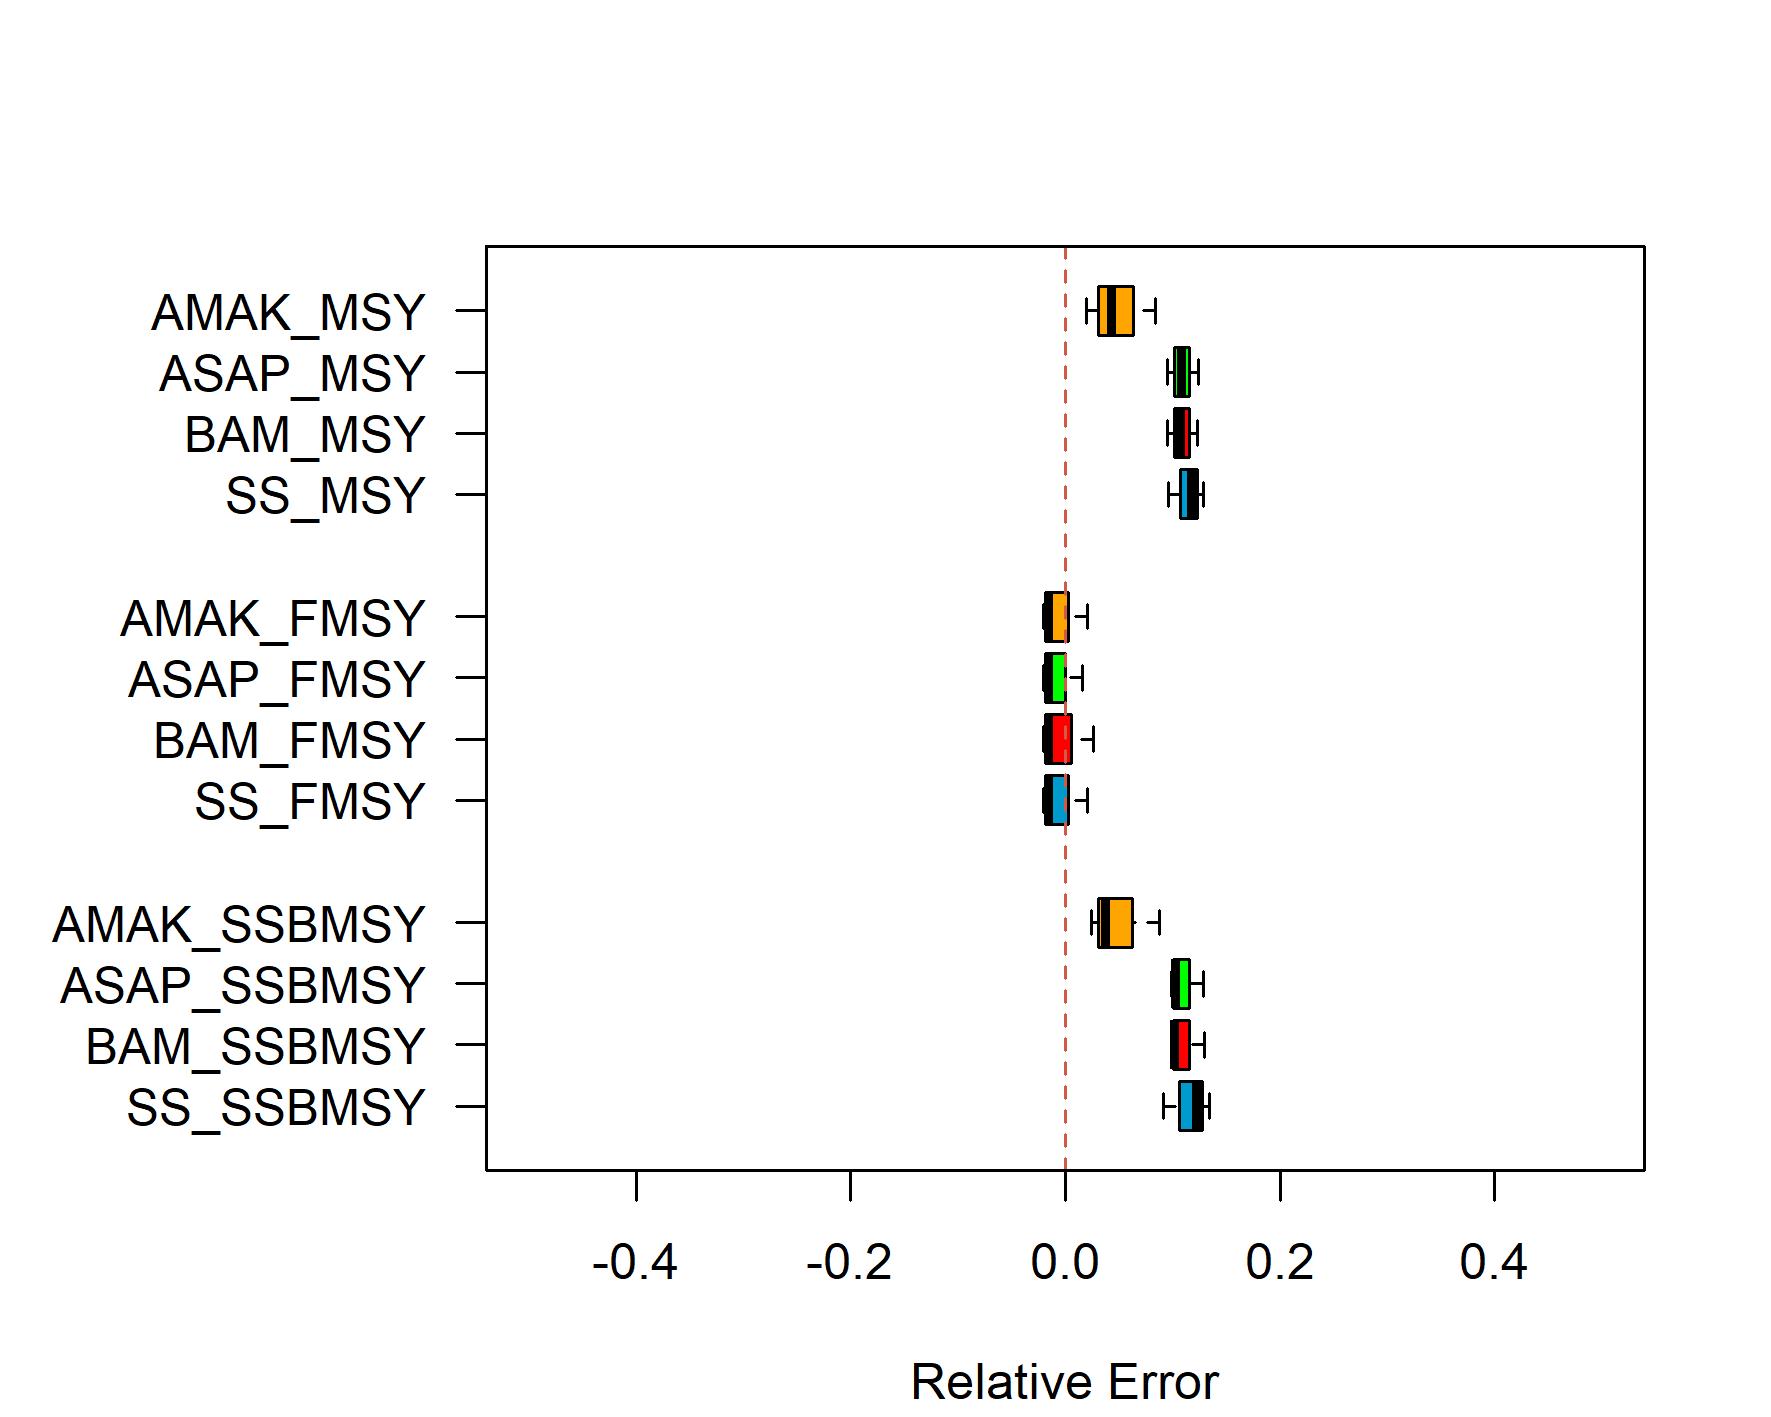 AMAK_MSY
ASAP_MSY
BAM_MSY
SS_MSY
AMAK_FMSY
ASAP_FMSY
BAM_FMSY
SS_FMSY
AMAK_SSBMSY
ASAP_SSBMSY
BAM_SSBMSY
SS_SSBMSY
-0.4 -0.2 0.0 0.2 0.4
Relative Error